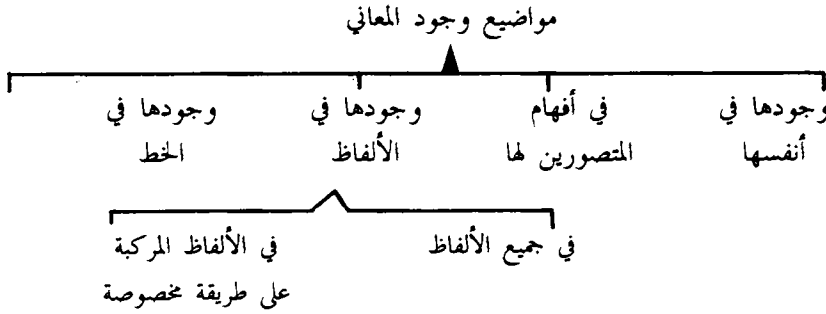 مواضيع وجود المعاني
وجودها في أنفسها
في أفهام المتصورين لها
وجودها في الألفاظ
وجودها في الخط
في جميع الألفاظ
في الألفاظ المركبة
على طريقة مخصوصة